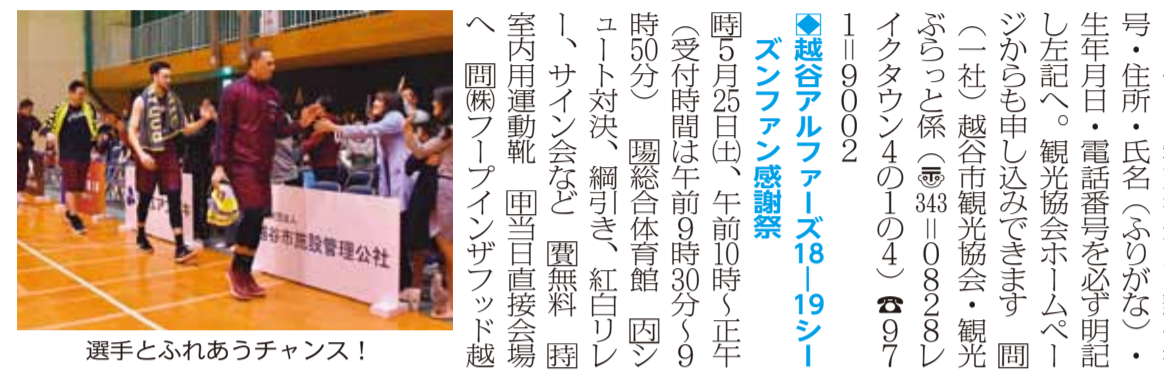 号・住所・氏名（ふりがな）・
生年月日・電話番号を必ず明記
し左記へ。観光協会ホームペー
ジからも申し込みできます　問
（一社）越谷市観光協会・観光
ぶらっと係（〠343＝0828レ
イクタウン4の1の4）☎97
1＝9002
◆越谷アルファーズ18―19シー
ズンファン感謝祭
時5月25日㈯、午前10時～正午
（受付時間は午前9時30分～9
時50分）　場総合体育館　内シ
ュート対決、綱引き、紅白リレ
ー、サイン会など　費無料　持
室内用運動靴　申当日直接会場
へ　問㈱フープインザフッド越
谷市施設管理公社
選手とふれあうチャンス！